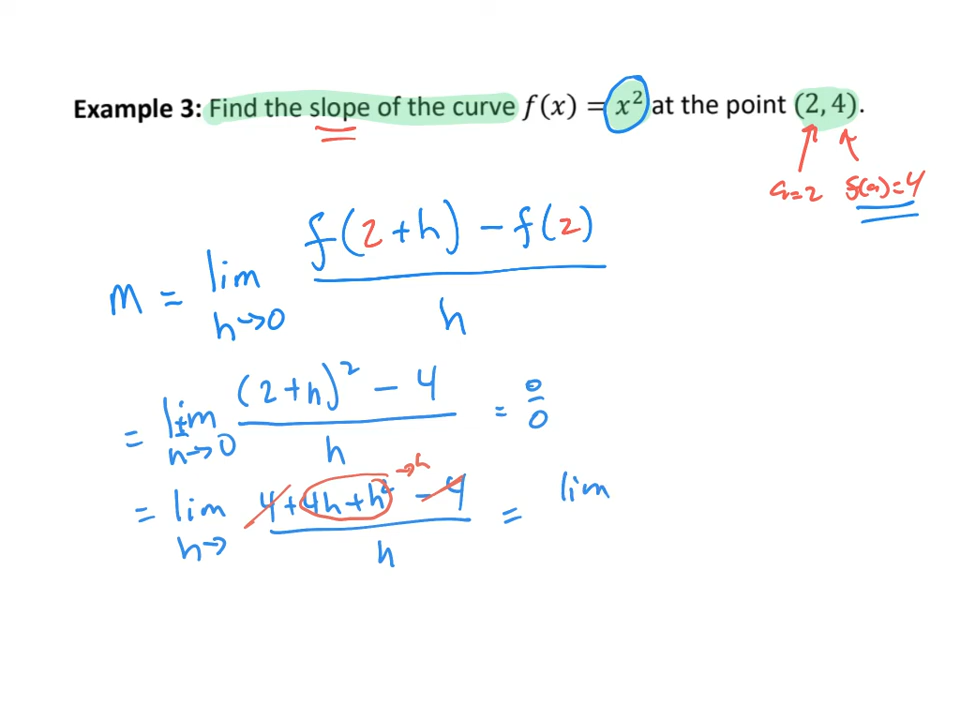 Example 3: Find the slope of the curve f(x) = x² at the point (2, 4).
a=2 f(a)=4
m = lim h→0 f(2+h) − f(2) / h
= lim h→0 (2+h)² − 4 / h = 0/0
= lim h→ 4+4h+h² − 4 / h →h = lim